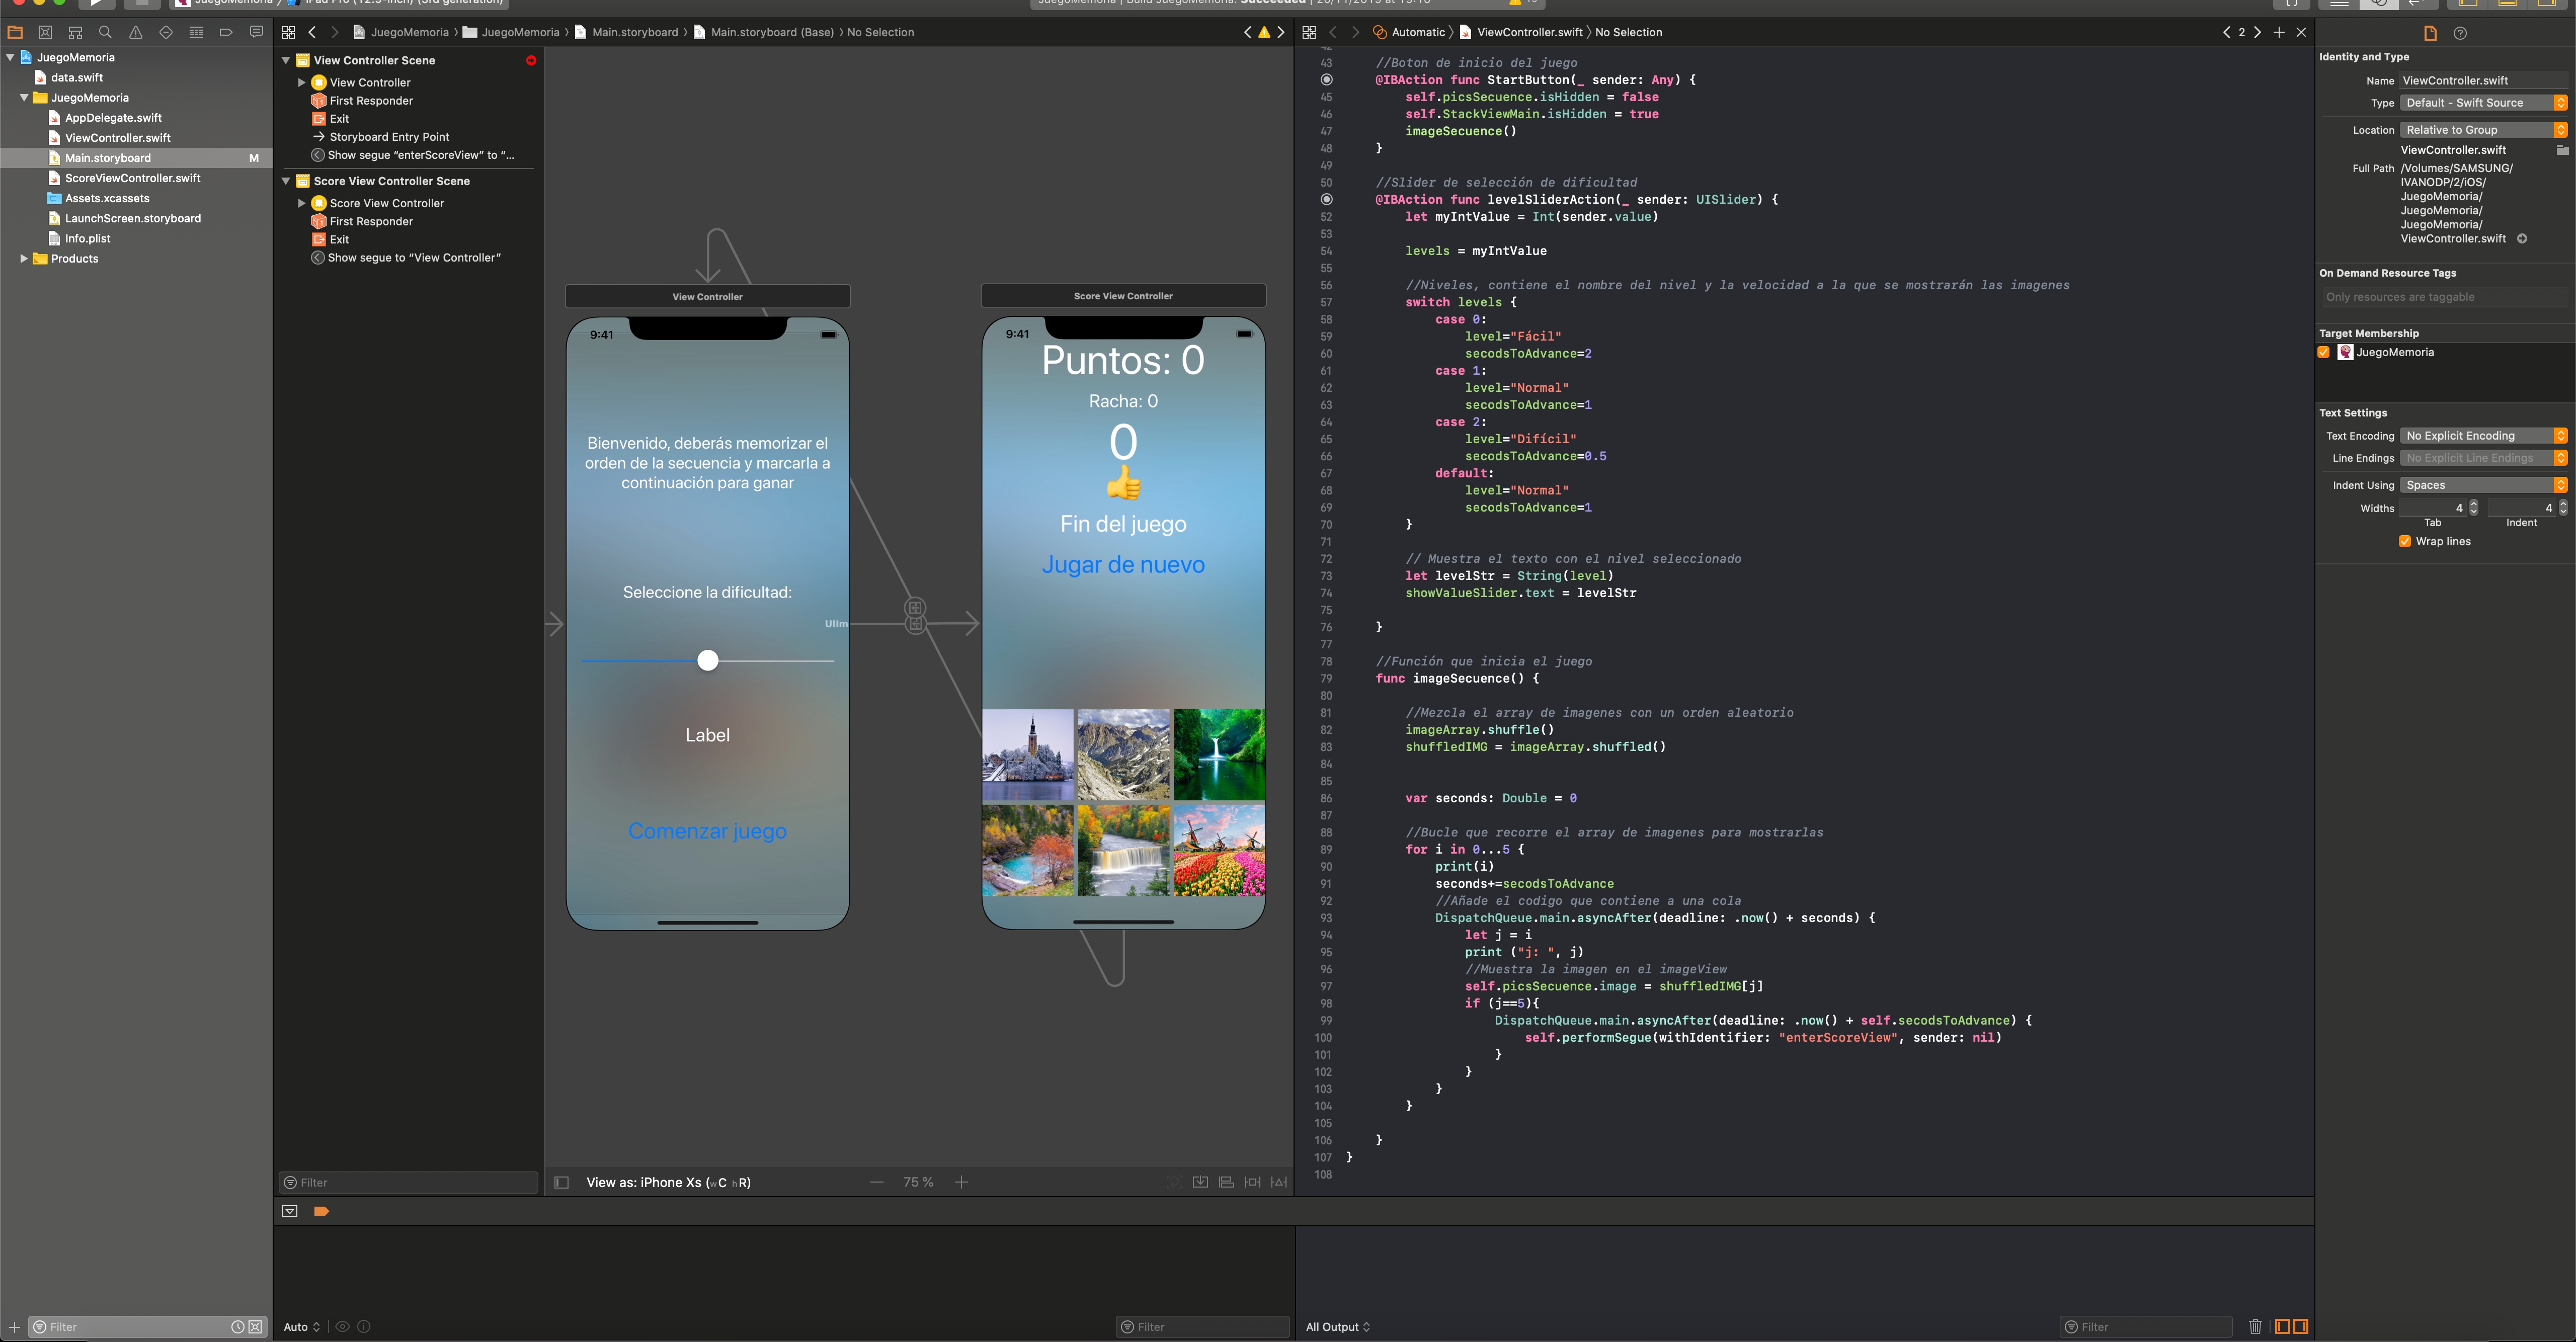 JuegoMemoria
iPad Pro (12.9-inch) (3rd generation)
JuegoMemoria | Build JuegoMemoria: Succeeded | 20/11/2019 at 19:10
JuegoMemoria
data.swift
JuegoMemoria
AppDelegate.swift
ViewController.swift
Main.storyboard M
ScoreViewController.swift
Assets.xcassets
LaunchScreen.storyboard
Info.plist
Products
Filter
JuegoMemoria
JuegoMemoria
Main.storyboard
Main.storyboard (Base)
No Selection
View Controller Scene
View Controller
First Responder
Exit
Storyboard Entry Point
Show segue “enterScoreView” to “...
Score View Controller Scene
Score View Controller
First Responder
Exit
Show segue to “View Controller”
Filter
View Controller
9:41
Bienvenido, deberás memorizar el
orden de la secuencia y marcarla a
continuación para ganar
Seleccione la dificultad:
UIIm
Label
Comenzar juego
Score View Controller
9:41
Puntos: 0
Racha: 0
0
Fin del juego
Jugar de nuevo
View as: iPhone Xs (wC hR)
75 %
Automatic
ViewController.swift
No Selection
2
42
43 //Boton de inicio del juego
@IBAction func StartButton(_ sender: Any) {
45 self.picsSecuence.isHidden = false
46 self.StackViewMain.isHidden = true
47 imageSecuence()
48 }
49
50 //Slider de selección de dificultad
@IBAction func levelSliderAction(_ sender: UISlider) {
52 let myIntValue = Int(sender.value)
53
54 levels = myIntValue
55
56 //Niveles, contiene el nombre del nivel y la velocidad a la que se mostrarán las imagenes
57 switch levels {
58 case 0:
59 level="Fácil"
60 secodsToAdvance=2
61 case 1:
62 level="Normal"
63 secodsToAdvance=1
64 case 2:
65 level="Difícil"
66 secodsToAdvance=0.5
67 default:
68 level="Normal"
69 secodsToAdvance=1
70 }
71
72 // Muestra el texto con el nivel seleccionado
73 let levelStr = String(level)
74 showValueSlider.text = levelStr
75
76 }
77
78 //Función que inicia el juego
79 func imageSecuence() {
80
81 //Mezcla el array de imagenes con un orden aleatorio
82 imageArray.shuffle()
83 shuffledIMG = imageArray.shuffled()
84
85
86 var seconds: Double = 0
87
88 //Bucle que recorre el array de imagenes para mostrarlas
89 for i in 0...5 {
90 print(i)
91 seconds+=secodsToAdvance
92 //Añade el codigo que contiene a una cola
93 DispatchQueue.main.asyncAfter(deadline: .now() + seconds) {
94 let j = i
95 print ("j: ", j)
96 //Muestra la imagen en el imageView
97 self.picsSecuence.image = shuffledIMG[j]
98 if (j==5){
99 DispatchQueue.main.asyncAfter(deadline: .now() + self.secodsToAdvance) {
100 self.performSegue(withIdentifier: "enterScoreView", sender: nil)
101 }
102 }
103 }
104 }
105
106 }
107 }
108
Identity and Type
Name ViewController.swift
Type Default - Swift Source
Location Relative to Group
ViewController.swift
Full Path /Volumes/SAMSUNG/
IVANODP/2/iOS/
JuegoMemoria/
JuegoMemoria/
JuegoMemoria/
ViewController.swift
On Demand Resource Tags
Only resources are taggable
Target Membership
JuegoMemoria
Text Settings
Text Encoding No Explicit Encoding
Line Endings No Explicit Line Endings
Indent Using Spaces
Widths 4 4
Tab Indent
Wrap lines
Auto
Filter
All Output
Filter